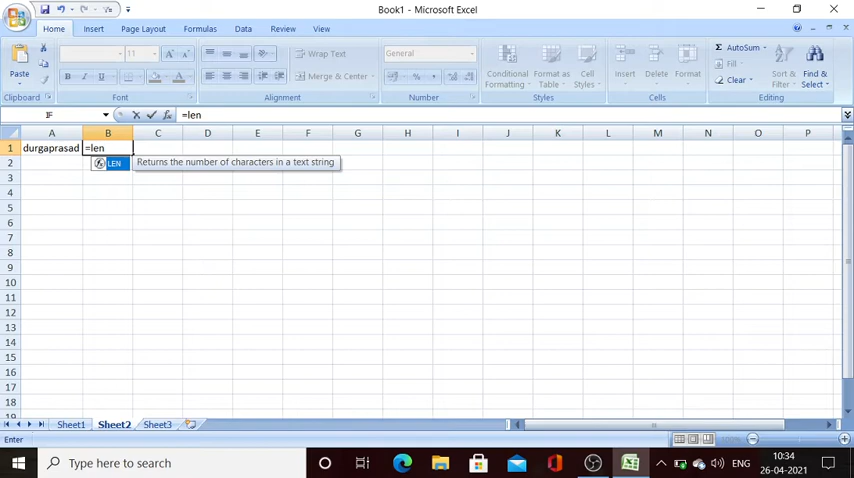 Book1 - Microsoft Excel
Home Insert Page Layout Formulas Data Review View
Paste
Clipboard
11
B I U
Font
Wrap Text
Merge & Center
Alignment
General
Number
Conditional Formatting
Format as Table
Cell Styles
Styles
Insert
Delete
Format
Cells
AutoSum
Fill
Clear
Sort & Filter
Find & Select
Editing
IF =len
A B C D E F G H I J K L M N O P
1 durgaprasad =len
2 LEN Returns the number of characters in a text string
3
4
5
6
7
8
9
10
11
12
13
14
15
16
17
18
19
Sheet1 Sheet2 Sheet3
Enter 100%
Type here to search
ENG
10:34
26-04-2021